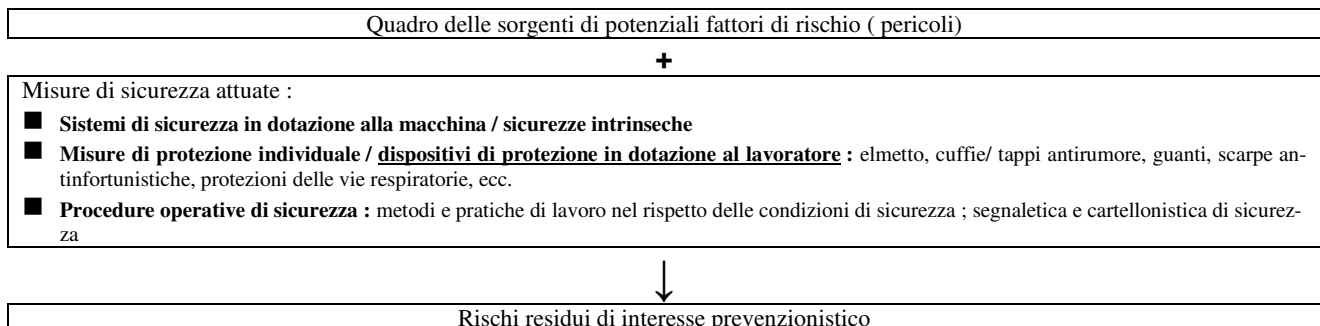 Quadro delle sorgenti di potenziali fattori di rischio ( pericoli)
+
Misure di sicurezza attuate :
■ Sistemi di sicurezza in dotazione alla macchina / sicurezze intrinseche
■ Misure di protezione individuale / dispositivi di protezione in dotazione al lavoratore : elmetto, cuffie/ tappi antirumore, guanti, scarpe an-
tinfortunistiche, protezioni delle vie respiratorie, ecc.
■ Procedure operative di sicurezza : metodi e pratiche di lavoro nel rispetto delle condizioni di sicurezza ; segnaletica e cartellonistica di sicurez-
za
↓
Rischi residui di interesse prevenzionistico